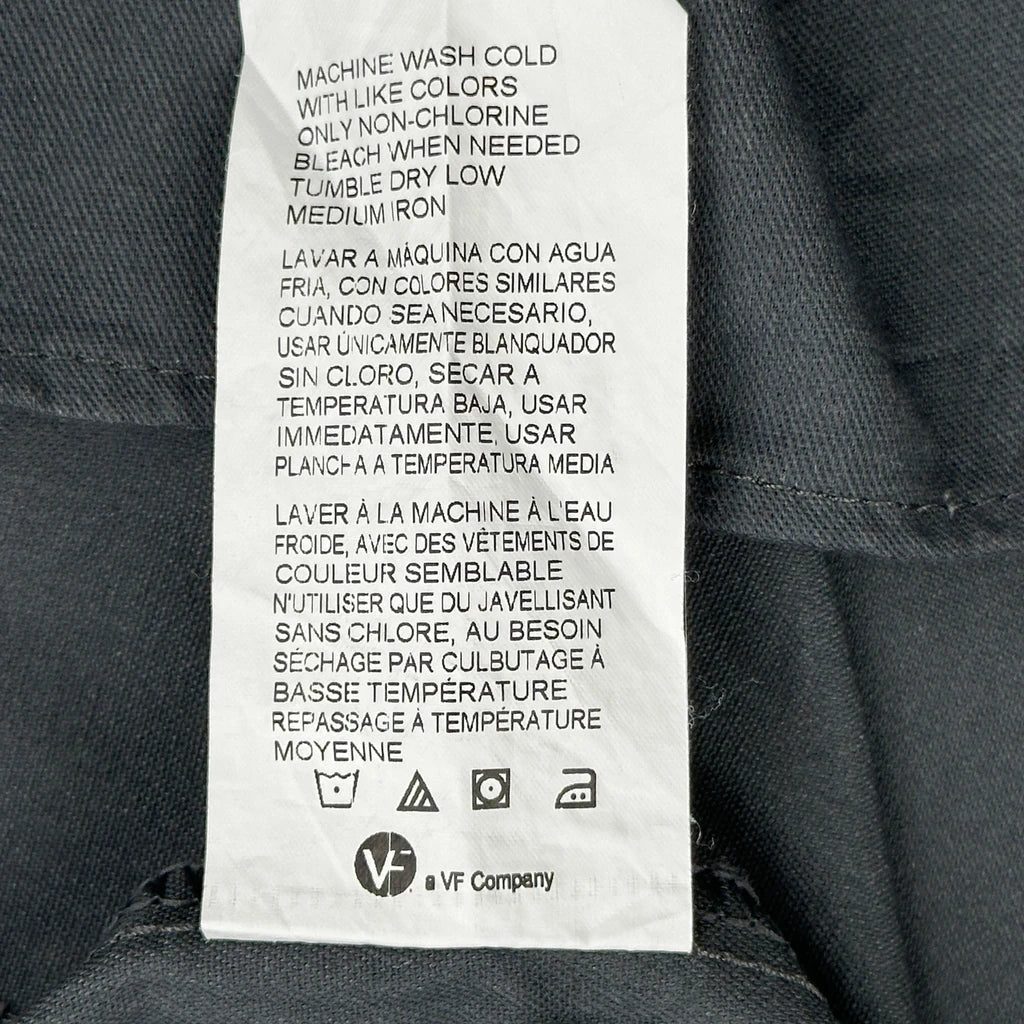 MACHINE WASH COLD
WITH LIKE COLORS
ONLY NON-CHLORINE
BLEACH WHEN NEEDED
TUMBLE DRY LOW
MEDIUM IRON
LAVAR A MÁQUINA CON AGUA
FRIA, CON COLORES SIMILARES
CUANDO SEA NECESARIO,
USAR ÚNICAMENTE BLANQUADOR
SIN CLORO, SECAR A
TEMPERATURA BAJA, USAR
IMMEDATAMENTE, USAR
PLANCHA A TEMPERATURA MEDIA
LAVER À LA MACHINE À L'EAU
FROIDE, AVEC DES VÊTEMENTS DE
COULEUR SEMBLABLE
N'UTILISER QUE DU JAVELLISANT
SANS CHLORE, AU BESOIN
SÉCHAGE PAR CULBUTAGE À
BASSE TEMPÉRATURE
REPASSAGE À TEMPÉRATURE
MOYENNE
VF a VF Company